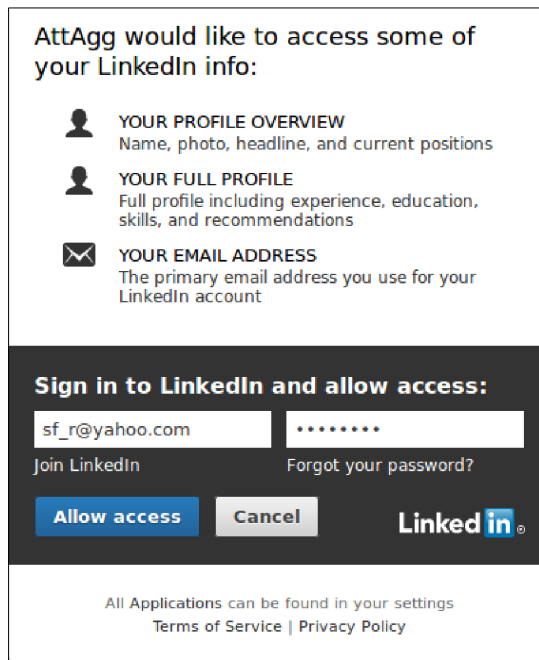 AttAgg would like to access some of
your LinkedIn info:
YOUR PROFILE OVERVIEW
Name, photo, headline, and current positions
YOUR FULL PROFILE
Full profile including experience, education,
skills, and recommendations
YOUR EMAIL ADDRESS
The primary email address you use for your
LinkedIn account
Sign in to LinkedIn and allow access:
sf_r@yahoo.com ••••••••
Join LinkedIn Forgot your password?
Allow access Cancel Linked in ®
All Applications can be found in your settings
Terms of Service | Privacy Policy